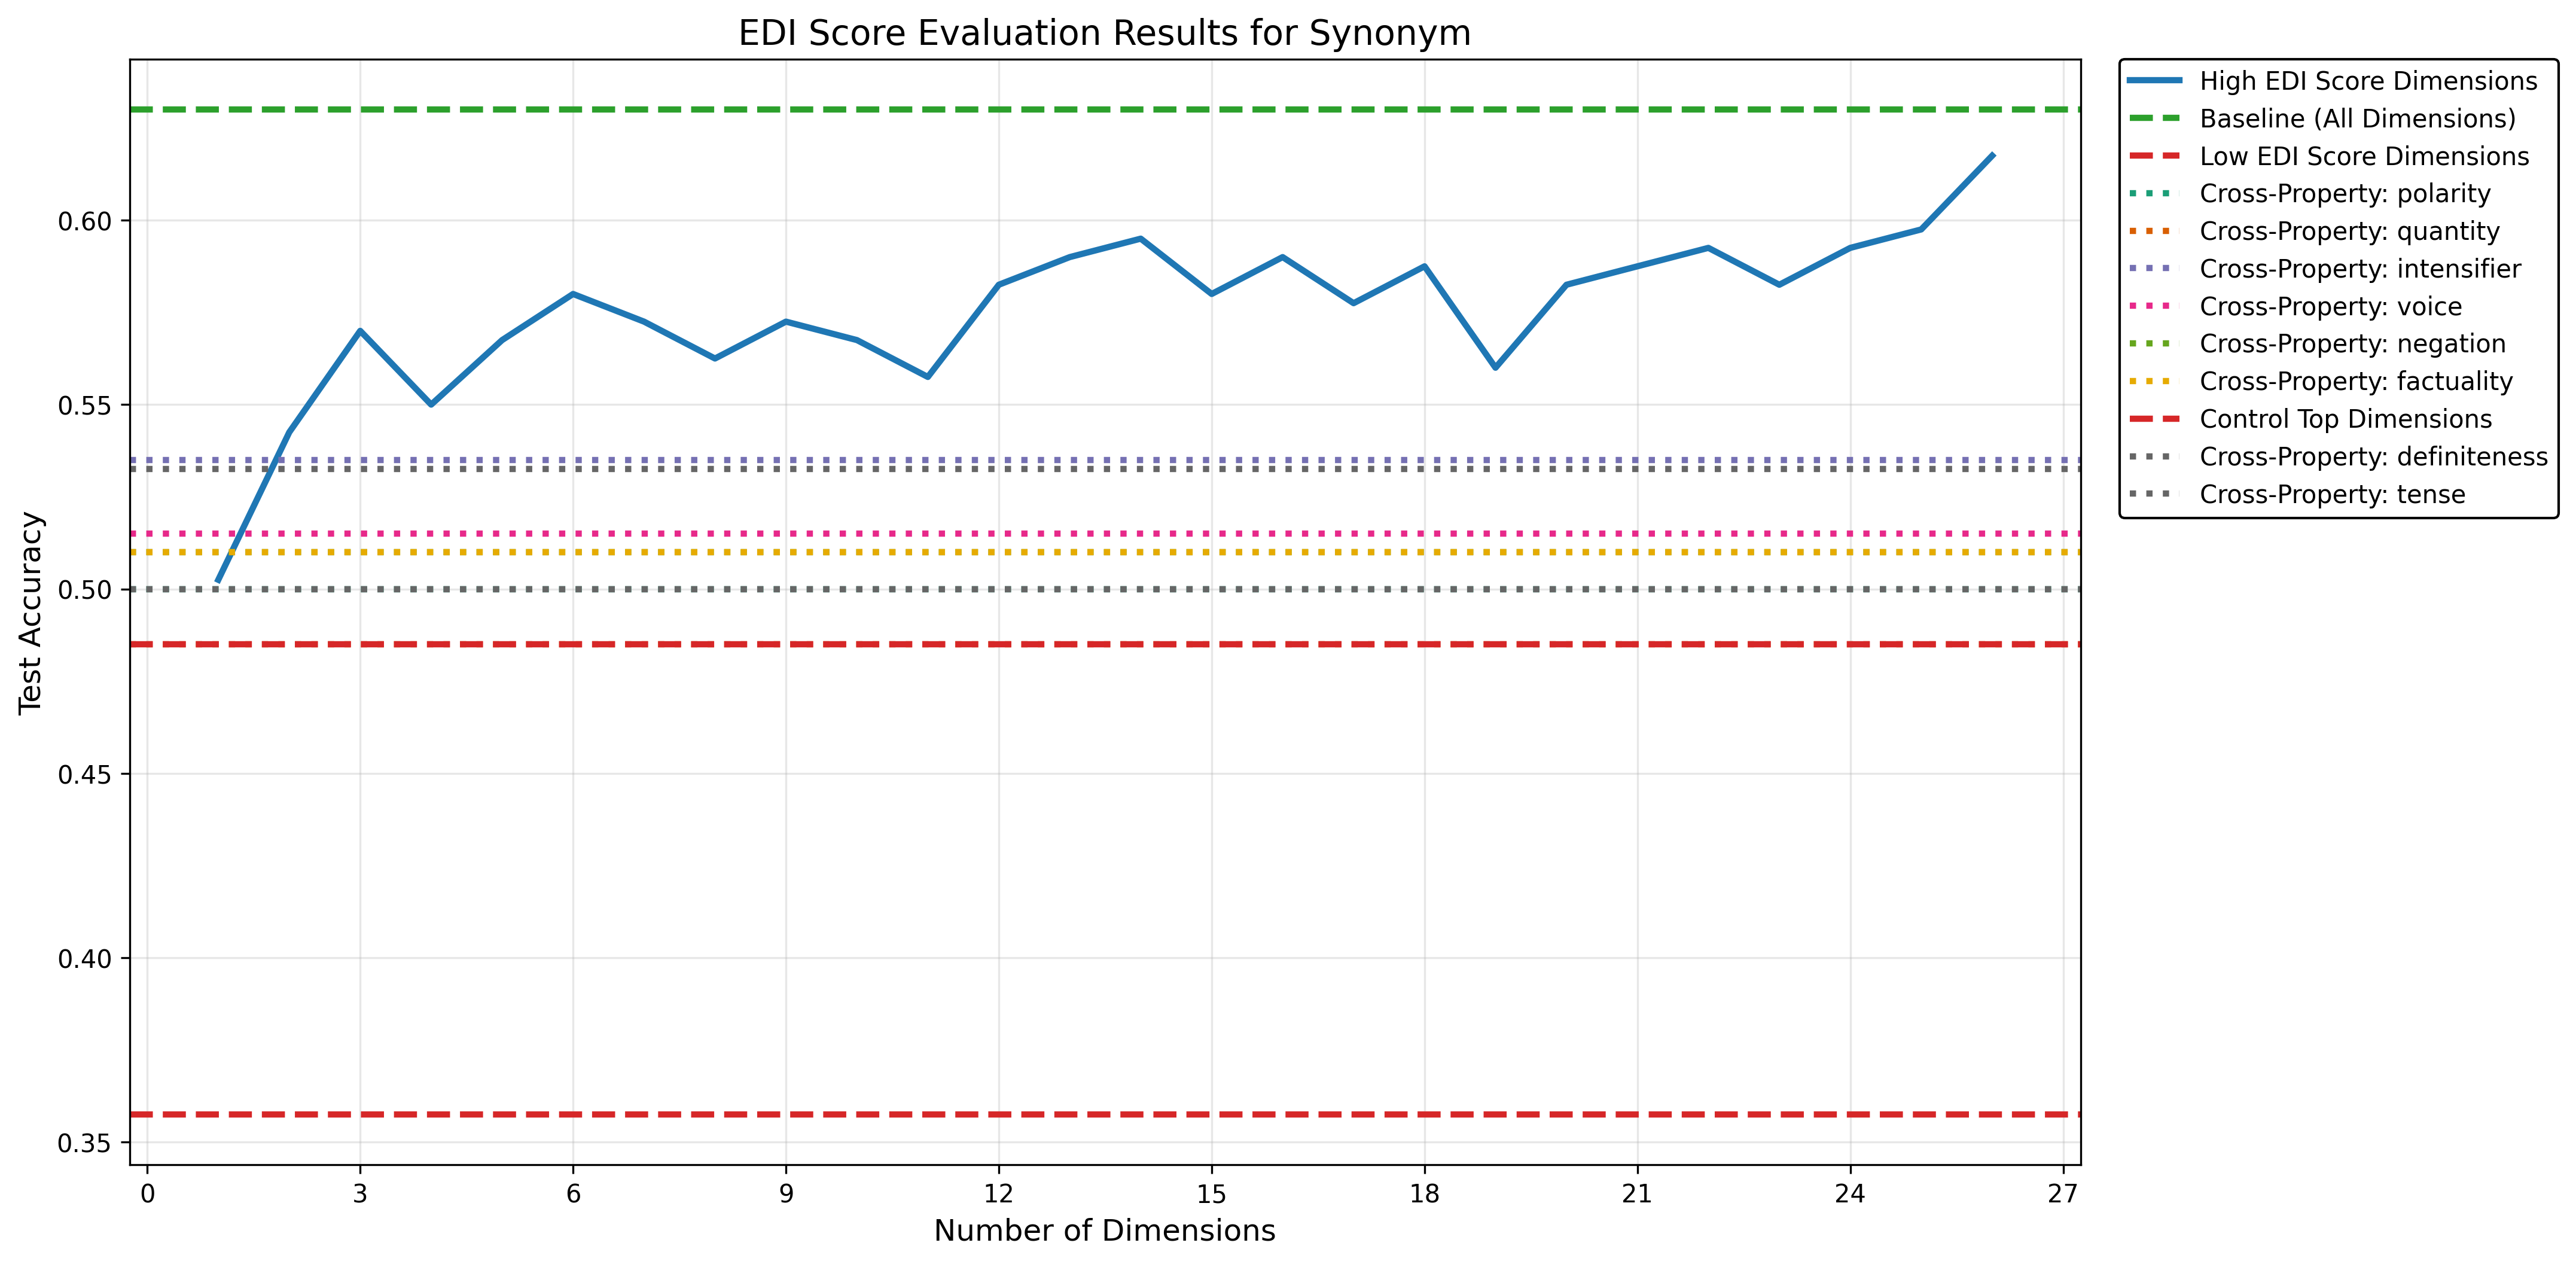 EDI Score Evaluation Results for Synonym
High EDI Score Dimensions
Baseline (All Dimensions)
Low EDI Score Dimensions
Cross-Property: polarity
Cross-Property: quantity
Cross-Property: intensifier
Cross-Property: voice
Cross-Property: negation
Cross-Property: factuality
Control Top Dimensions
Cross-Property: definiteness
Cross-Property: tense
Test Accuracy
0.60
0.55
0.50
0.45
0.40
0.35
0 3 6 9 12 15 18 21 24 27
Number of Dimensions